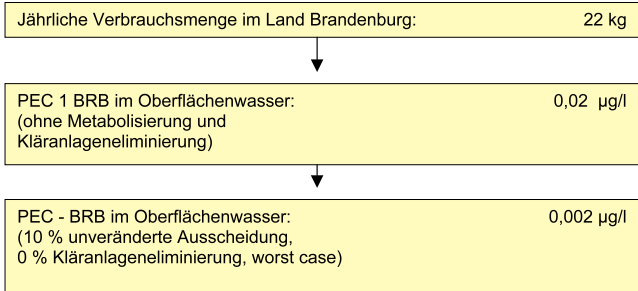 Jährliche Verbrauchsmenge im Land Brandenburg: 22 kg
PEC 1 BRB im Oberflächenwasser: 0,02 µg/l
(ohne Metabolisierung und
Kläranlageneliminierung)
PEC - BRB im Oberflächenwasser: 0,002 µg/l
(10 % unveränderte Ausscheidung,
0 % Kläranlageneliminierung, worst case)